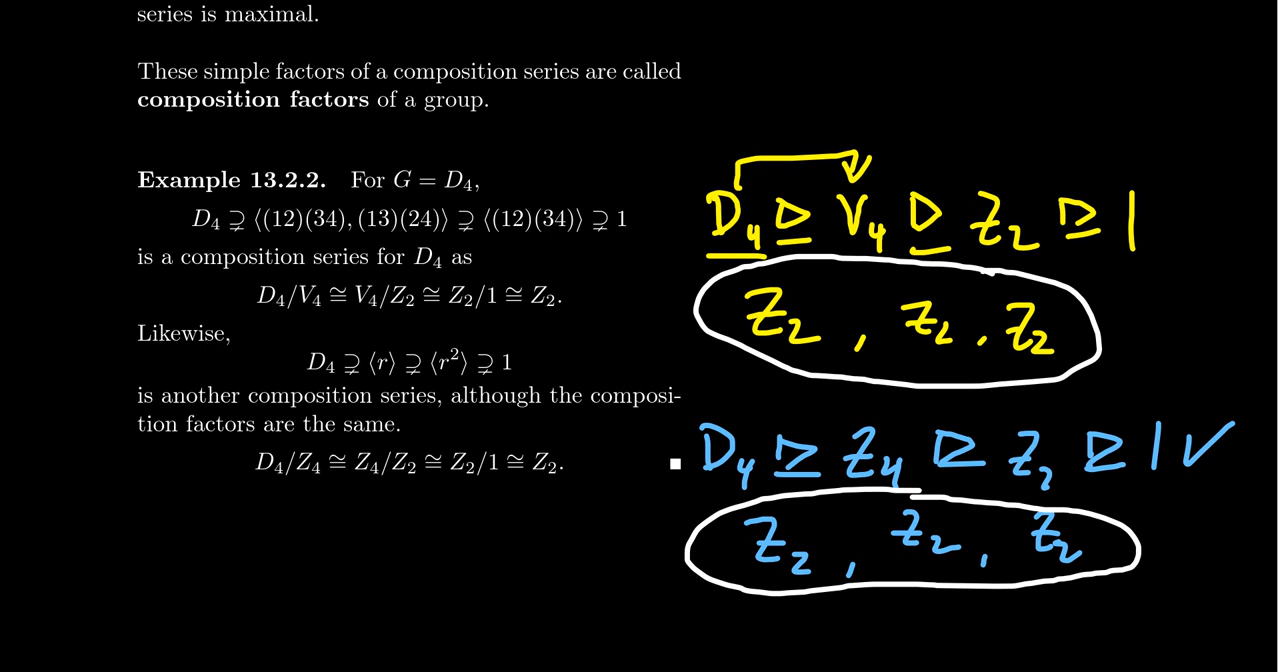 series is maximal.
These simple factors of a composition series are called
composition factors of a group.
Example 13.2.2. For G = D₄,
D₄ ⊋ ⟨(12)(34), (13)(24)⟩ ⊋ ⟨(12)(34)⟩ ⊋ 1
is a composition series for D₄ as
D₄/V₄ ≅ V₄/Z₂ ≅ Z₂/1 ≅ Z₂.
Likewise,
D₄ ⊋ ⟨r⟩ ⊋ ⟨r²⟩ ⊋ 1
is another composition series, although the composi-
tion factors are the same.
D₄/Z₄ ≅ Z₄/Z₂ ≅ Z₂/1 ≅ Z₂.
D₄ ⊵ V₄ ⊵ Z₂ ⊵ 1
Z₂, Z₂, Z₂
D₄ ⊵ Z₄ ⊵ Z₂ ⊵ 1 ✓
Z₂, Z₂, Z₂